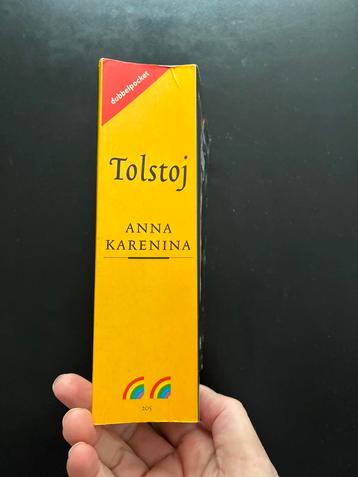 dubbelpocket
Tolstoj
ANNA
KARENINA
205